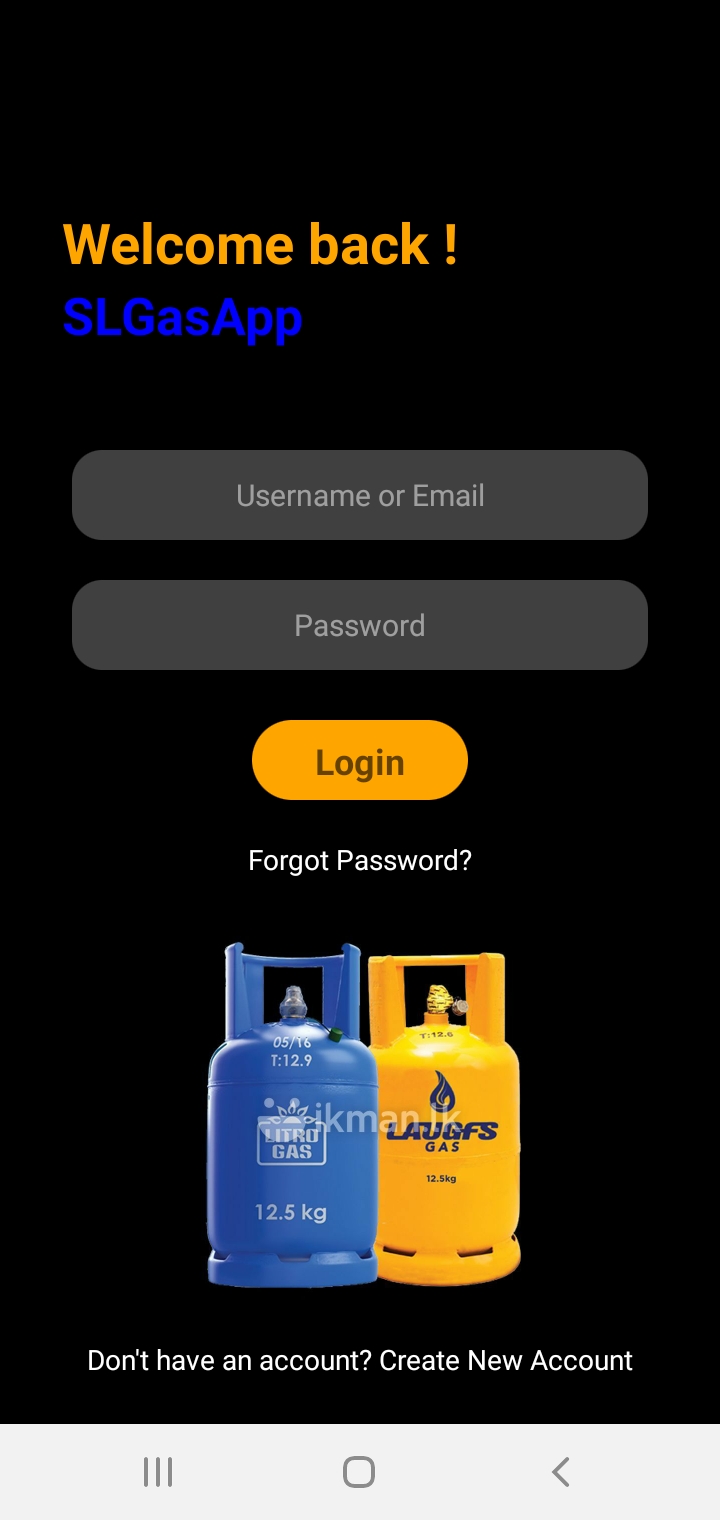 Welcome back !
SLGasApp
Username or Email
Password
Login
Forgot Password?
05/16
T:12.9
T:12.6
ikman.lk
LITRO
GAS
LAUGFS
GAS
12.5kg
12.5 kg
Don't have an account? Create New Account